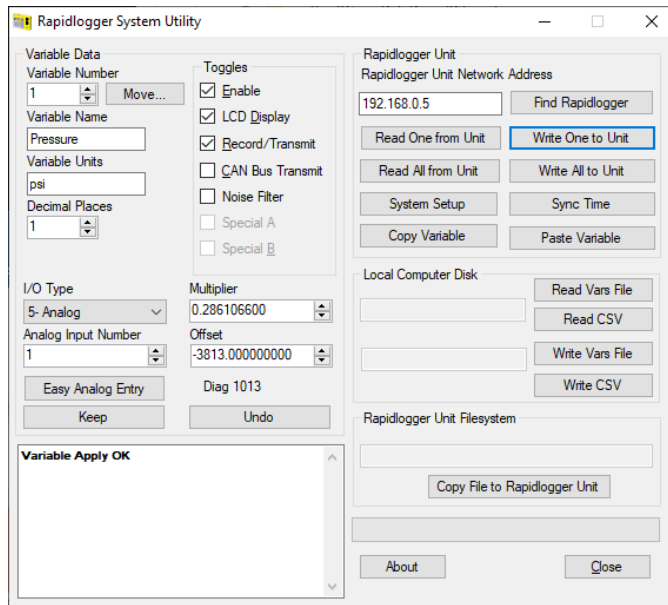 Rapidlogger System Utility
Variable Data
Variable Number
1
Move...
Variable Name
Pressure
Variable Units
psi
Decimal Places
1
Toggles
Enable
LCD Display
Record/Transmit
CAN Bus Transmit
Noise Filter
Special A
Special B
I/O Type
5- Analog
Analog Input Number
1
Multiplier
0.286106600
Offset
-3813.000000000
Easy Analog Entry
Diag 1013
Keep
Undo
Variable Apply OK
Rapidlogger Unit
Rapidlogger Unit Network Address
192.168.0.5
Find Rapidlogger
Read One from Unit
Write One to Unit
Read All from Unit
Write All to Unit
System Setup
Sync Time
Copy Variable
Paste Variable
Local Computer Disk
Read Vars File
Read CSV
Write Vars File
Write CSV
Rapidlogger Unit Filesystem
Copy File to Rapidlogger Unit
About
Close